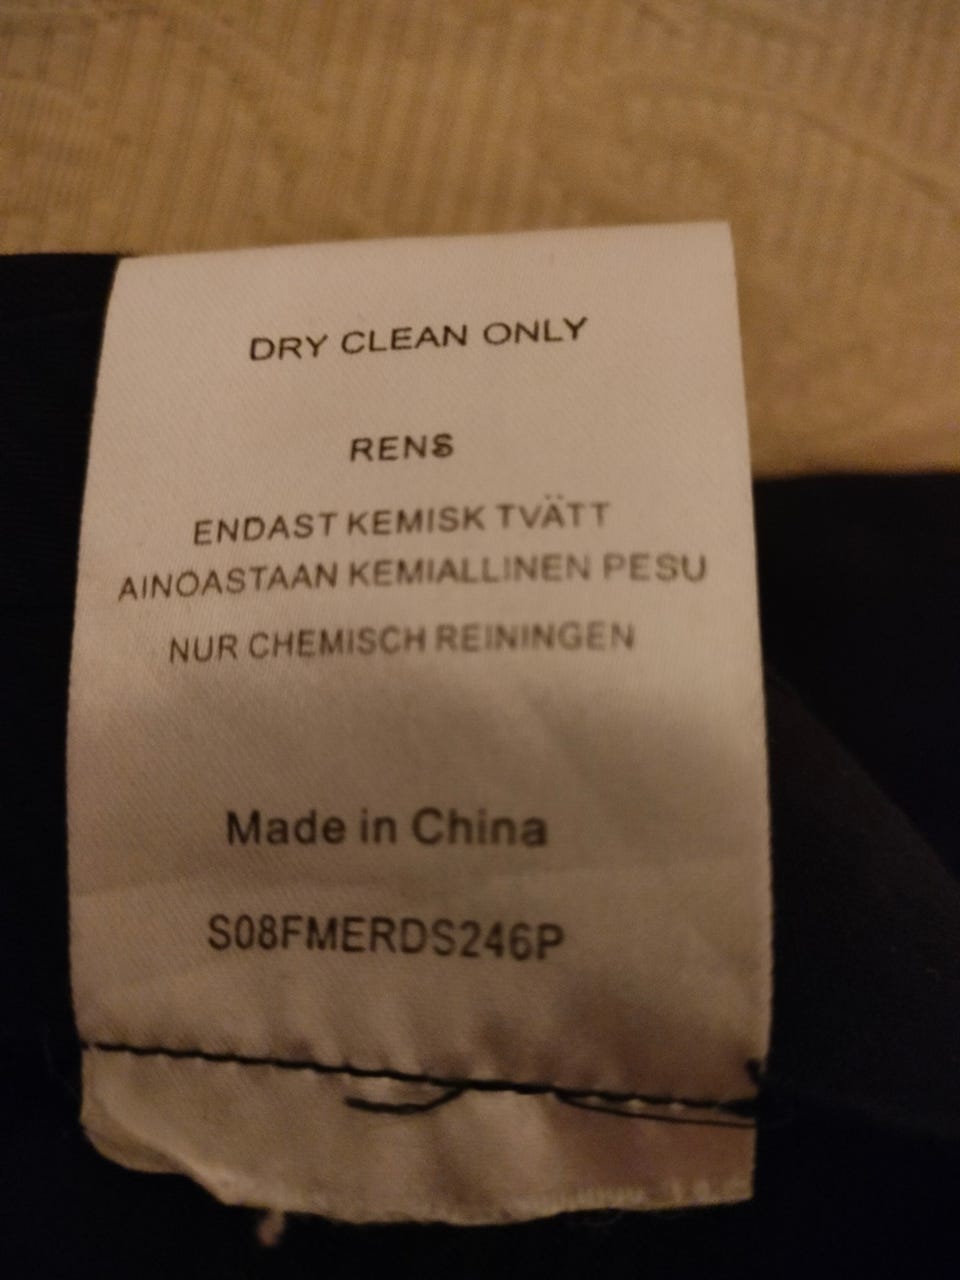 DRY CLEAN ONLY
RENS
ENDAST KEMISK TVÄTT
AINOASTAAN KEMIALLINEN PESU
NUR CHEMISCH REININGEN
Made in China
S08FMERDS246P